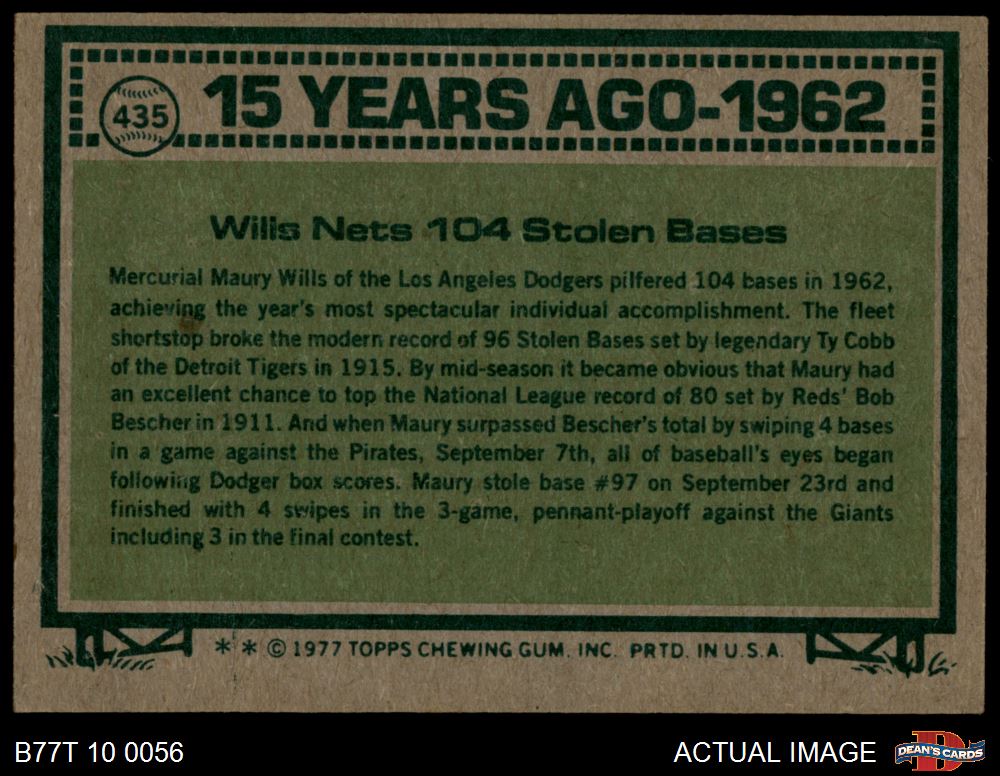 435
15 YEARS AGO-1962
Wills Nets 104 Stolen Bases
Mercurial Maury Wills of the Los Angeles Dodgers pilfered 104 bases in 1962,
achieving the year's most spectacular individual accomplishment. The fleet
shortstop broke the modern record of 96 Stolen Bases set by legendary Ty Cobb
of the Detroit Tigers in 1915. By mid-season it became obvious that Maury had
an excellent chance to top the National League record of 80 set by Reds' Bob
Bescher in 1911. And when Maury surpassed Bescher's total by swiping 4 bases
in a game against the Pirates, September 7th, all of baseball's eyes began
following Dodger box scores. Maury stole base #97 on September 23rd and
finished with 4 swipes in the 3-game, pennant-playoff against the Giants
including 3 in the final contest.
* * © 1977 TOPPS CHEWING GUM. INC. PRTD. IN U.S.A.
B77T 10 0056
ACTUAL IMAGE
DEAN'S CARDS